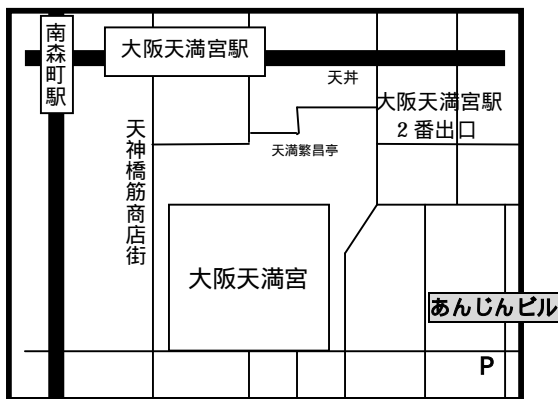 南森町駅
大阪天満宮駅
天丼
大阪天満宮駅
2番出口
天満繁昌亭
天神橋筋商店街
大阪天満宮
あんじんビル
P